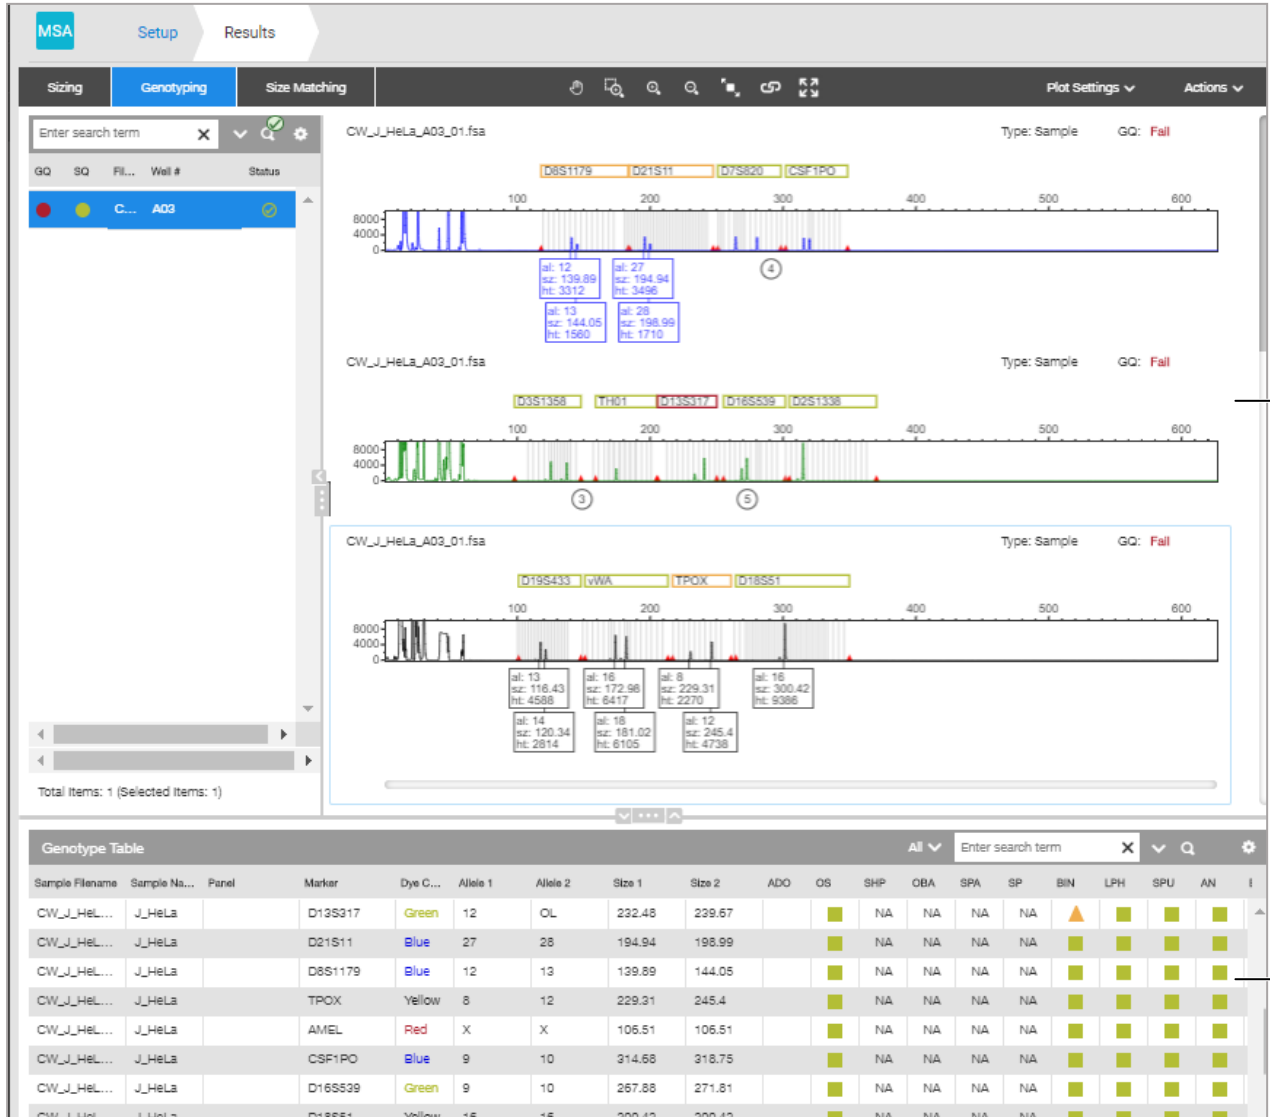 MSA Setup Results
Sizing Genotyping Size Matching Plot Settings Actions
Enter search term
GQ SQ Fil... Well # Status
C... A03
CW_J_HeLa_A03_01.fsa Type: Sample GQ: Fail
D8S1179 D21S11 D7S820 CSF1PO
100 200 300 400 500 600
8000
4000
0
al: 12
sz: 139.89
ht: 3312
al: 27
sz: 194.94
ht: 3496
4
al: 13
sz: 144.05
ht: 1560
al: 28
sz: 198.99
ht: 1710
CW_J_HeLa_A03_01.fsa Type: Sample GQ: Fail
D3S1358 TH01 D13S317 D16S539 D2S1338
100 200 300 400 500 600
8000
4000
0
3 5
CW_J_HeLa_A03_01.fsa Type: Sample GQ: Fail
D19S433 vWA TPOX D18S51
100 200 300 400 500 600
8000
4000
0
al: 13
sz: 116.43
ht: 4588
al: 16
sz: 172.98
ht: 6417
al: 8
sz: 229.31
ht: 2270
al: 16
sz: 300.42
ht: 9386
al: 14
sz: 120.34
ht: 2814
al: 18
sz: 181.02
ht: 6105
al: 12
sz: 245.4
ht: 4738
Total Items: 1 (Selected Items: 1)
Genotype Table All Enter search term
Sample Filename Sample Na... Panel Marker Dye C... Allele 1 Allele 2 Size 1 Size 2 ADO OS SHP OBA SPA SP BIN LPH SPU AN
CW_J_HeL... J_HeLa D13S317 Green 12 OL 232.48 239.67 NA NA NA NA
CW_J_HeL... J_HeLa D21S11 Blue 27 28 194.94 198.99 NA NA NA NA
CW_J_HeL... J_HeLa D8S1179 Blue 12 13 139.89 144.05 NA NA NA NA
CW_J_HeL... J_HeLa TPOX Yellow 8 12 229.31 245.4 NA NA NA NA
CW_J_HeL... J_HeLa AMEL Red X X 106.51 106.51 NA NA NA NA
CW_J_HeL... J_HeLa CSF1PO Blue 9 10 314.68 318.75 NA NA NA NA
CW_J_HeL... J_HeLa D16S539 Green 9 10 267.88 271.81 NA NA NA NA
CW_J_HeL... J_HeLa D18S51 Yellow 16 16 300.42 300.42 NA NA NA NA